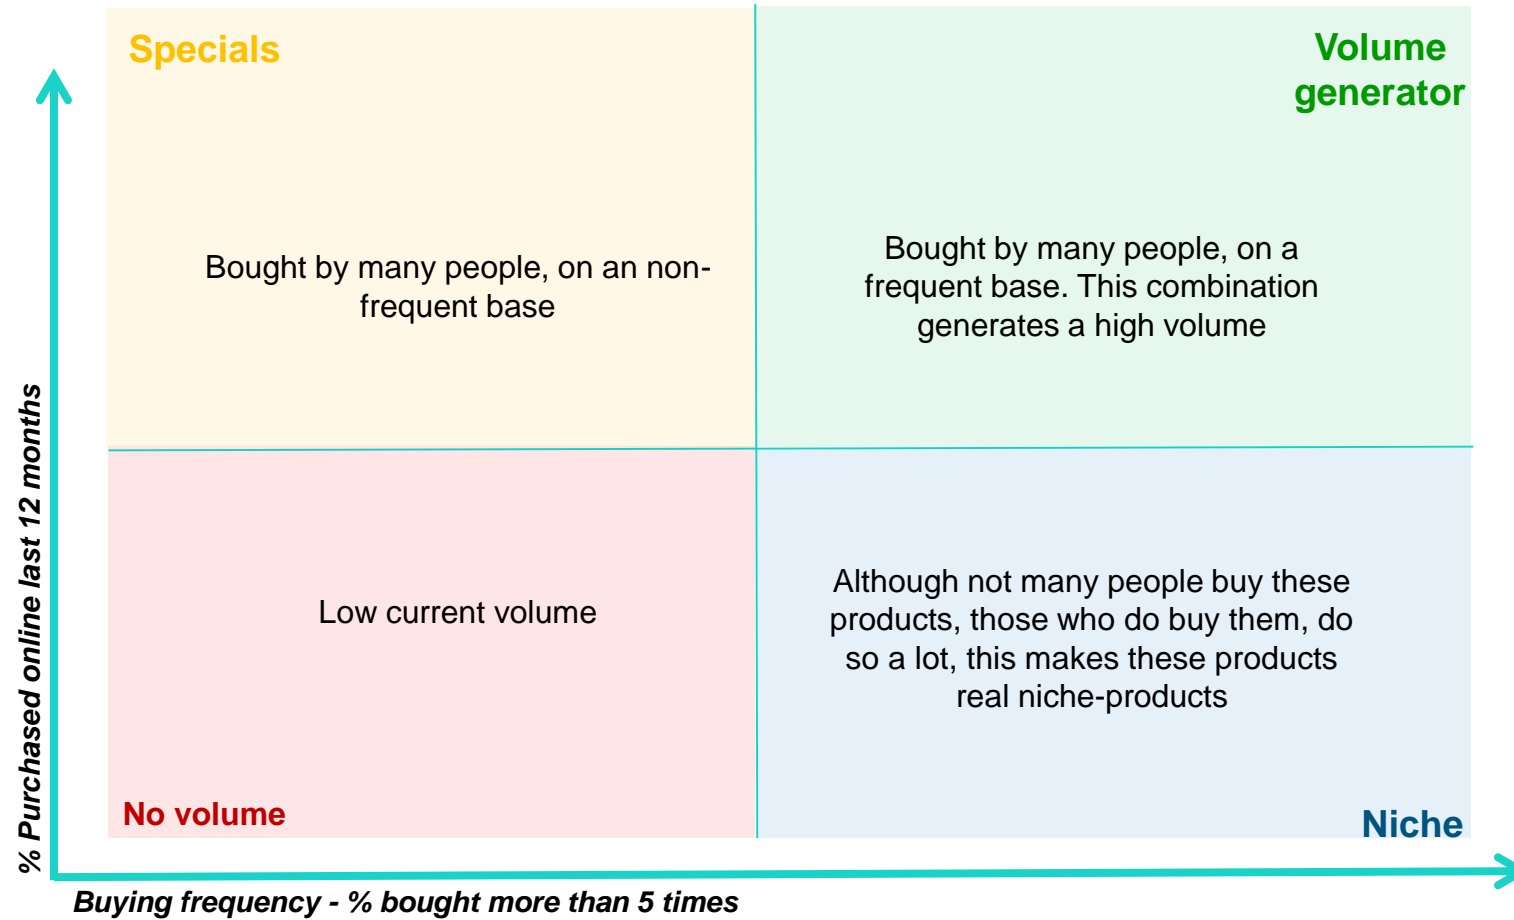 Specials
Volume
generator
Bought by many people, on an non-
frequent base
Bought by many people, on a
frequent base. This combination
generates a high volume
% Purchased online last 12 months
Low current volume
Although not many people buy these
products, those who do buy them, do
so a lot, this makes these products
real niche-products
No volume
Niche
Buying frequency - % bought more than 5 times